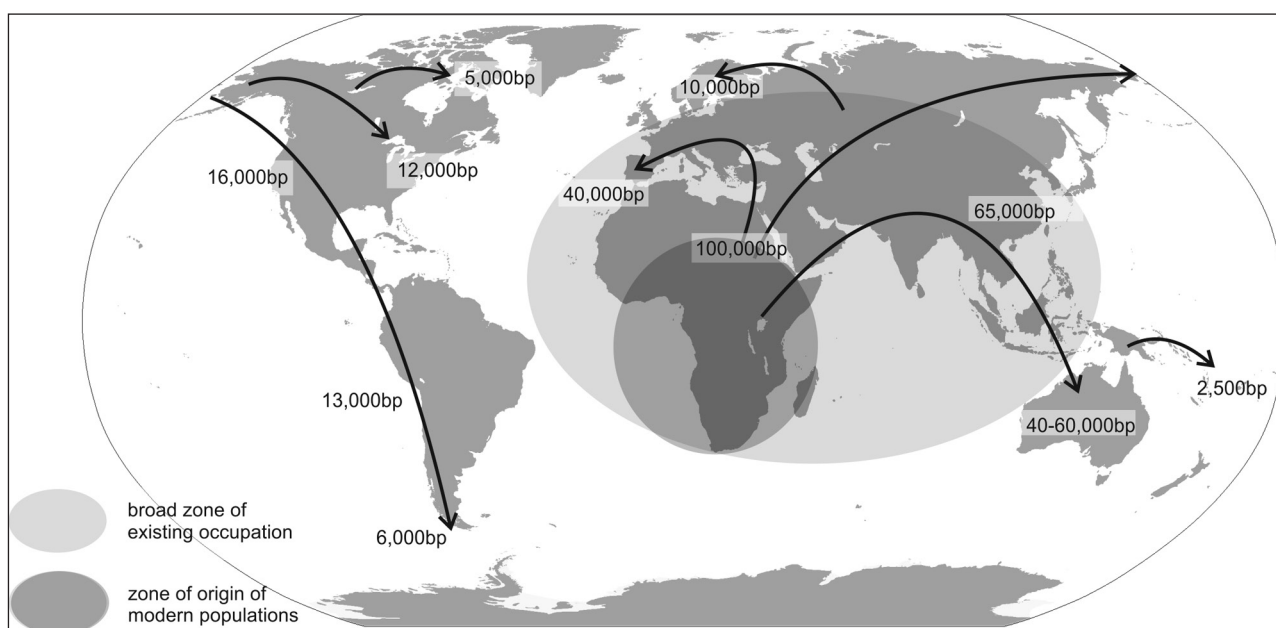 5,000bp
10,000bp
16,000bp
12,000bp
40,000bp
65,000bp
100,000bp
13,000bp
2,500bp
40-60,000bp
6,000bp
broad zone of
existing occupation
zone of origin of
modern populations